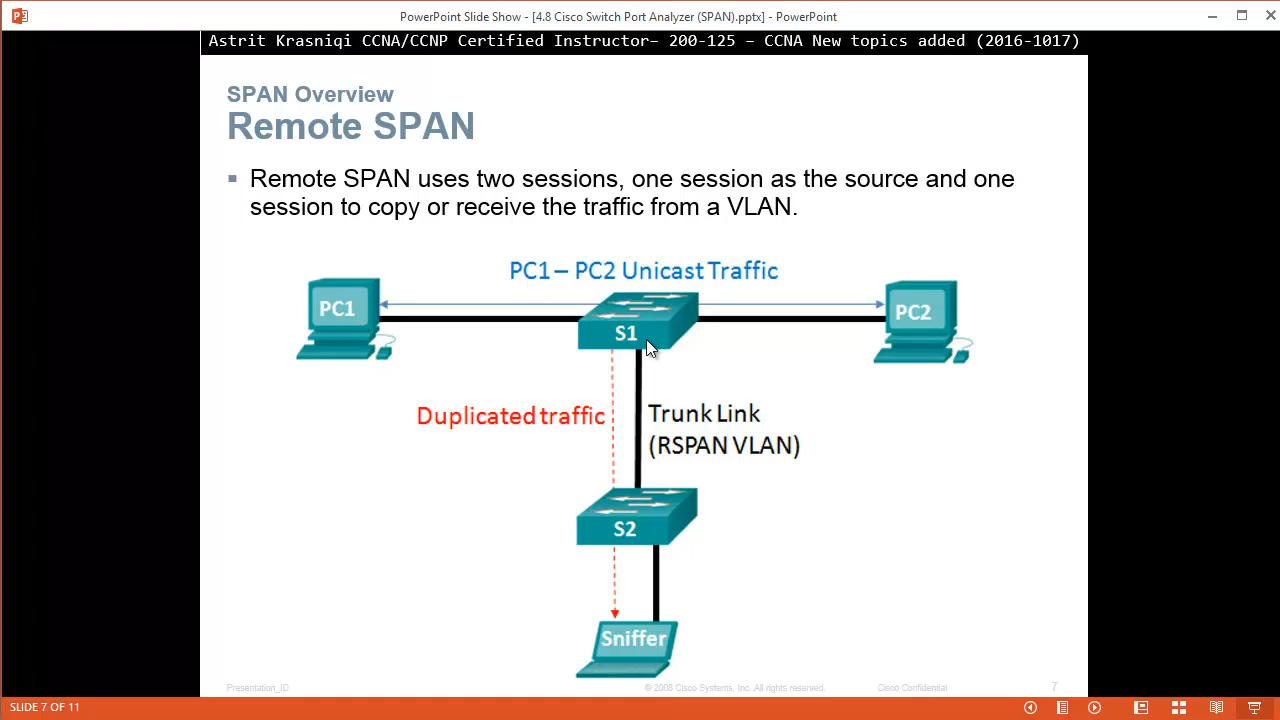 PowerPoint Slide Show - [4.8 Cisco Switch Port Analyzer (SPAN).pptx] - PowerPoint
Astrit Krasniqi CCNA/CCNP Certified Instructor– 200-125 – CCNA New topics added (2016-1017)
SPAN Overview
Remote SPAN
Remote SPAN uses two sessions, one session as the source and one
session to copy or receive the traffic from a VLAN.
PC1 – PC2 Unicast Traffic
PC1
S1
PC2
Duplicated traffic
Trunk Link
(RSPAN VLAN)
S2
Sniffer
Presentation_ID
© 2008 Cisco Systems, Inc. All rights reserved.
Cisco Confidential
7
SLIDE 7 OF 11